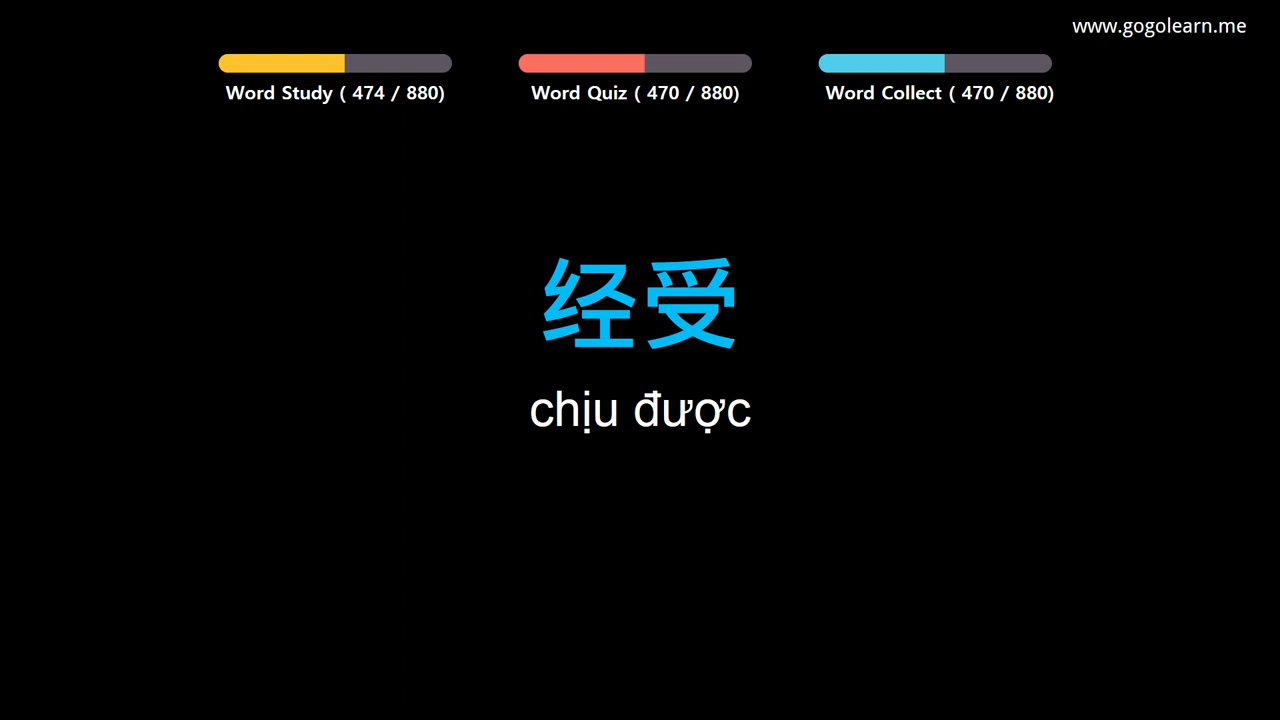 www.gogolearn.me
Word Study ( 474 / 880)
Word Quiz ( 470 / 880)
Word Collect ( 470 / 880)
经受
chịu được